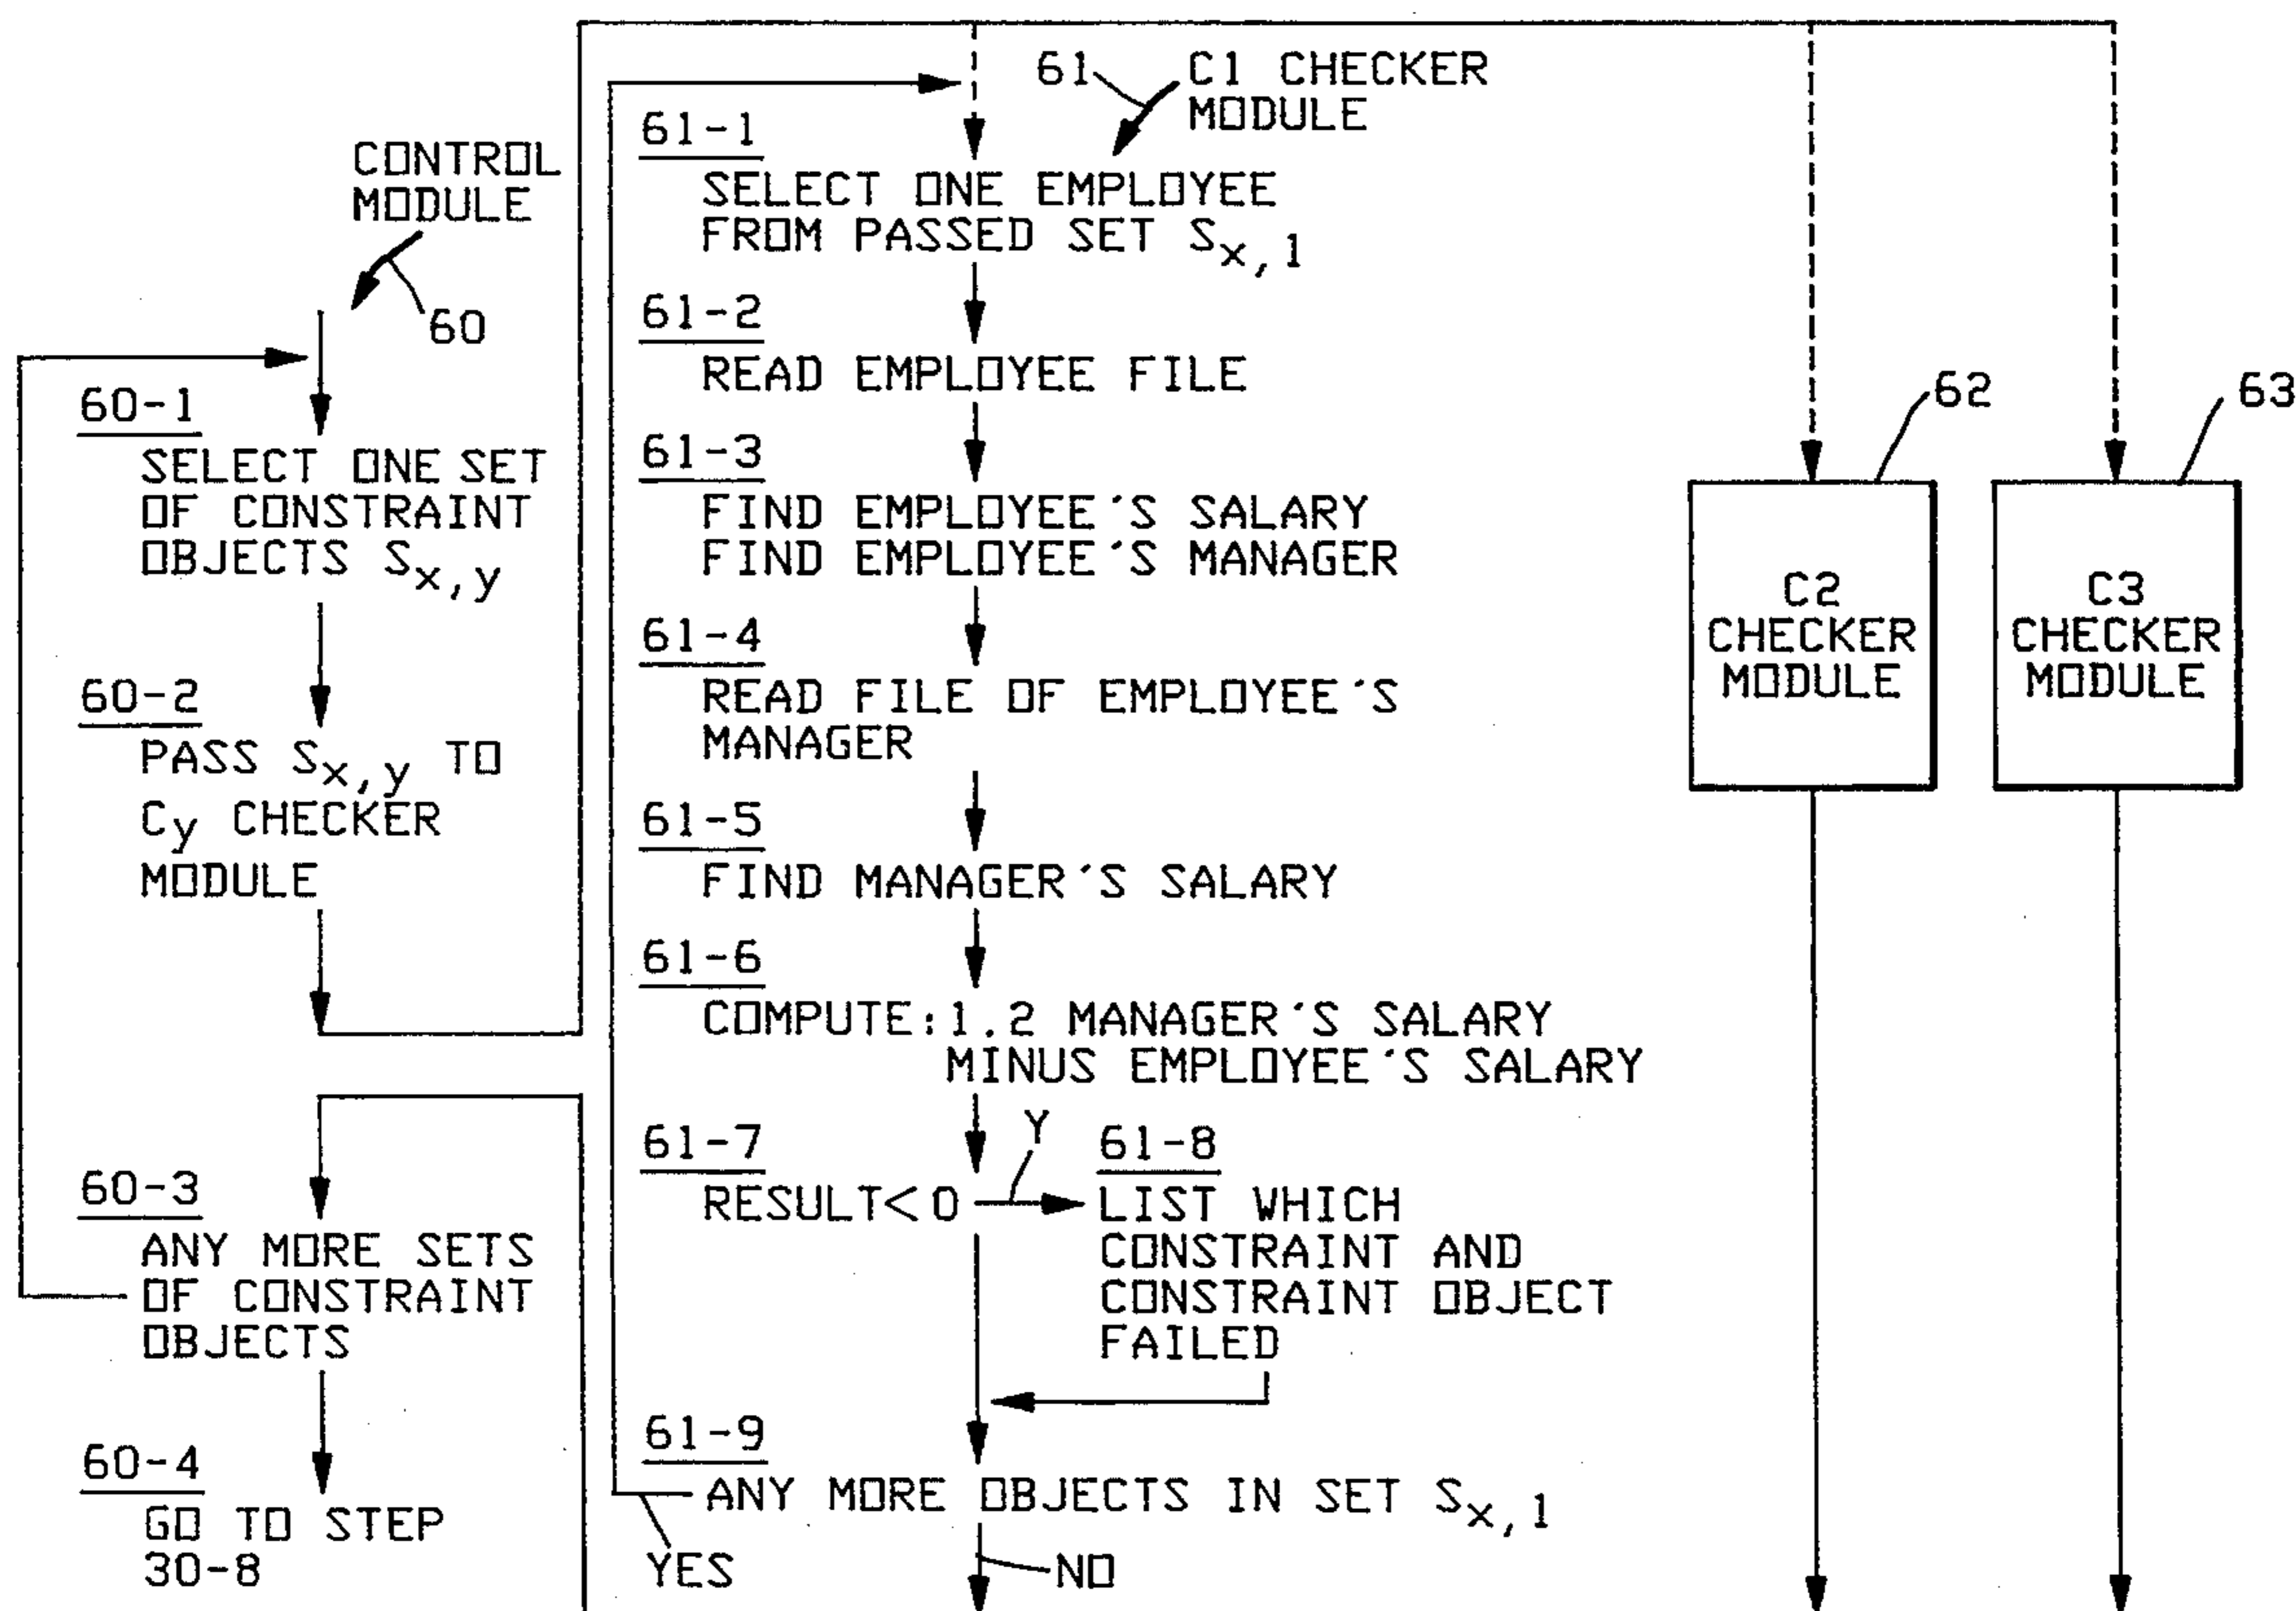 CONTROL
MODULE
60
60-1
SELECT ONE SET
OF CONSTRAINT
OBJECTS Sx,y
60-2
PASS Sx,y TO
Cy CHECKER
MODULE
60-3
ANY MORE SETS
OF CONSTRAINT
OBJECTS
60-4
GO TO STEP
30-8
61
C1 CHECKER
MODULE
61-1
SELECT ONE EMPLOYEE
FROM PASSED SET Sx,1
61-2
READ EMPLOYEE FILE
61-3
FIND EMPLOYEE'S SALARY
FIND EMPLOYEE'S MANAGER
61-4
READ FILE OF EMPLOYEE'S
MANAGER
61-5
FIND MANAGER'S SALARY
61-6
COMPUTE:1.2 MANAGER'S SALARY
MINUS EMPLOYEE'S SALARY
61-7
RESULT<0
Y
61-8
LIST WHICH
CONSTRAINT AND
CONSTRAINT OBJECT
FAILED
61-9
ANY MORE OBJECTS IN SET Sx,1
YES
NO
62
C2
CHECKER
MODULE
63
C3
CHECKER
MODULE